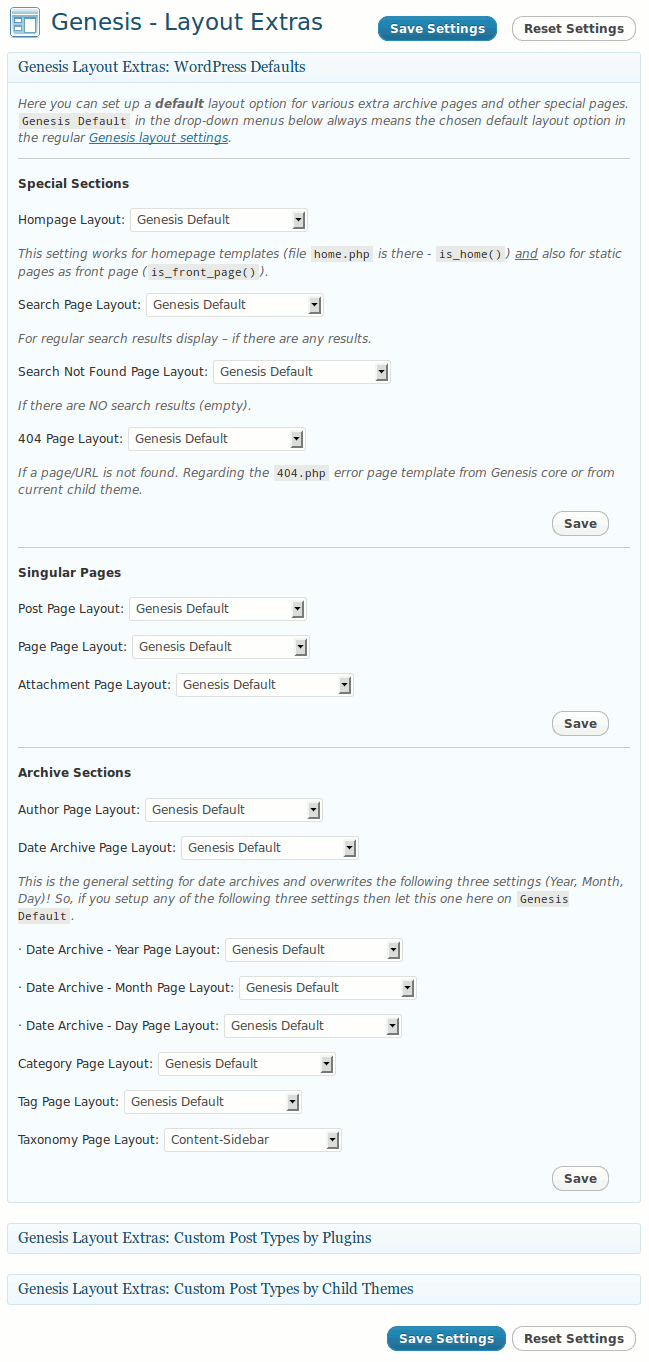 Genesis - Layout Extras
Save Settings
Reset Settings
Genesis Layout Extras: WordPress Defaults
Here you can set up a default layout option for various extra archive pages and other special pages.
Genesis Default in the drop-down menus below always means the chosen default layout option in
the regular Genesis layout settings.
Special Sections
Hompage Layout: Genesis Default
This setting works for homepage templates (file home.php is there - is_home() ) and also for static
pages as front page ( is_front_page() ).
Search Page Layout: Genesis Default
For regular search results display – if there are any results.
Search Not Found Page Layout: Genesis Default
If there are NO search results (empty).
404 Page Layout: Genesis Default
If a page/URL is not found. Regarding the 404.php error page template from Genesis core or from
current child theme.
Save
Singular Pages
Post Page Layout: Genesis Default
Page Page Layout: Genesis Default
Attachment Page Layout: Genesis Default
Save
Archive Sections
Author Page Layout: Genesis Default
Date Archive Page Layout: Genesis Default
This is the general setting for date archives and overwrites the following three settings (Year, Month,
Day)! So, if you setup any of the following three settings then let this one here on Genesis
Default .
· Date Archive - Year Page Layout: Genesis Default
· Date Archive - Month Page Layout: Genesis Default
· Date Archive - Day Page Layout: Genesis Default
Category Page Layout: Genesis Default
Tag Page Layout: Genesis Default
Taxonomy Page Layout: Content-Sidebar
Save
Genesis Layout Extras: Custom Post Types by Plugins
Genesis Layout Extras: Custom Post Types by Child Themes
Save Settings
Reset Settings